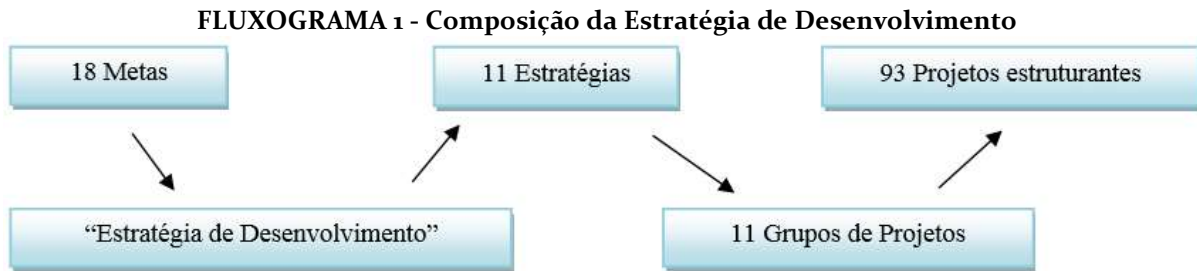 FLUXOGRAMA 1 - Composição da Estratégia de Desenvolvimento
18 Metas
11 Estratégias
93 Projetos estruturantes
“Estratégia de Desenvolvimento”
11 Grupos de Projetos